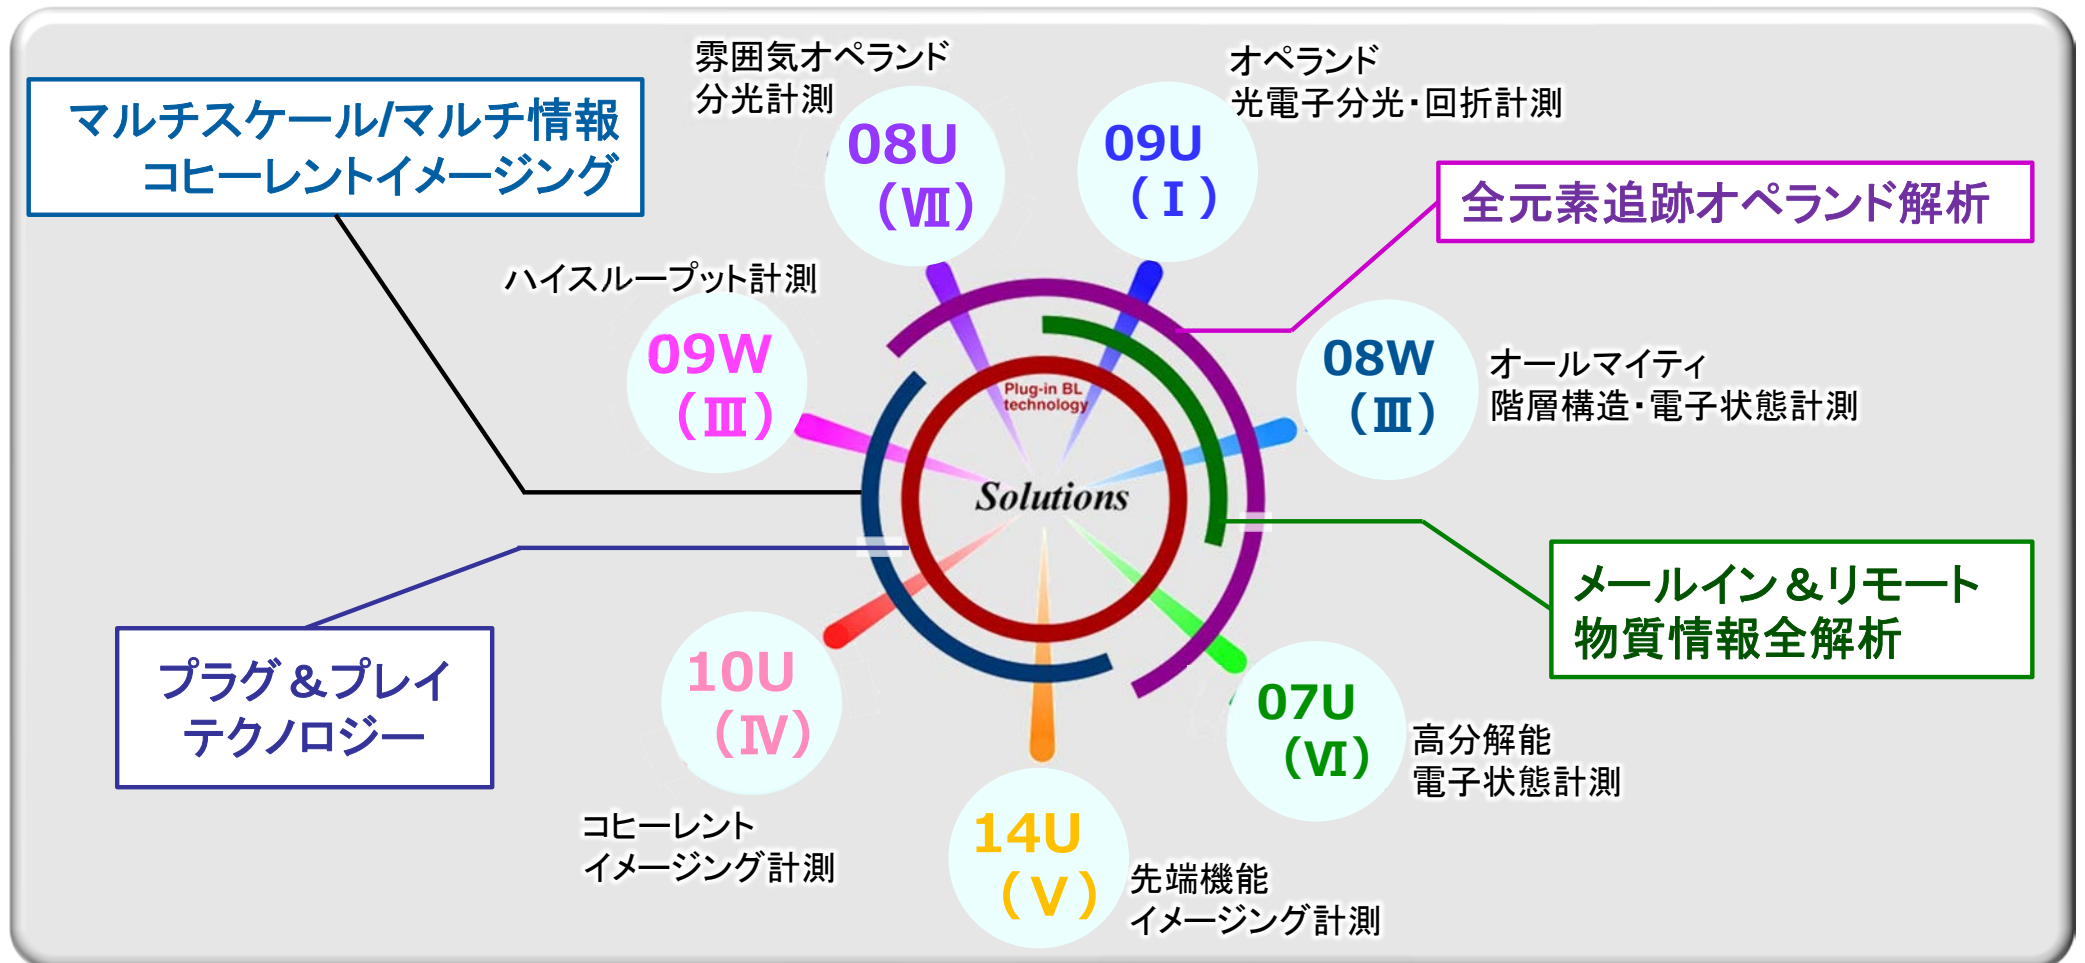 雰囲気オペランド
分光計測
オペランド
光電子分光・回折計測
マルチスケール/マルチ情報
コヒーレントイメージング
08U
(Ⅶ)
09U
(Ⅰ)
全元素追跡オペランド解析
ハイスループット計測
09W
(Ⅲ)
08W
(Ⅲ)
オールマイティ
階層構造・電子状態計測
Plug-in BL
technology
Solutions
メールイン＆リモート
物質情報全解析
プラグ＆プレイ
テクノロジー
10U
(Ⅳ)
07U
(Ⅵ)
高分解能
電子状態計測
コヒーレント
イメージング計測
14U
(Ⅴ)
先端機能
イメージング計測